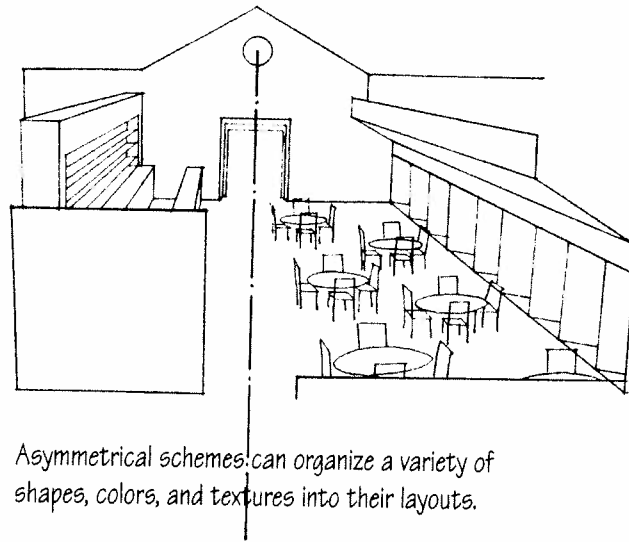 Asymmetrical schemes can organize a variety of
shapes, colors, and textures into their layouts.